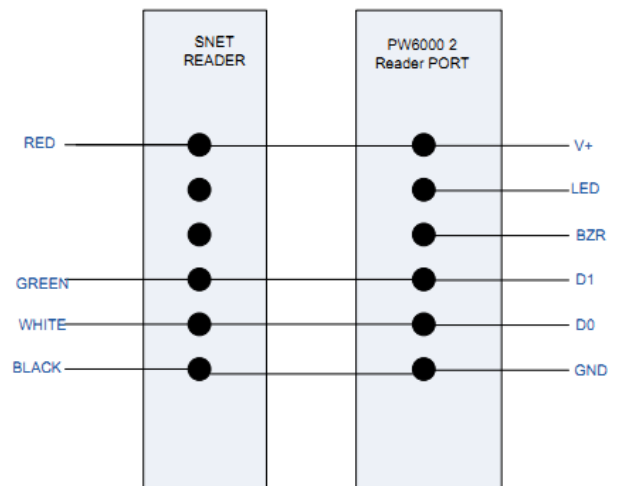 SNET
READER
PW6000 2
Reader PORT
RED
V+
LED
BZR
GREEN
D1
WHITE
D0
BLACK
GND